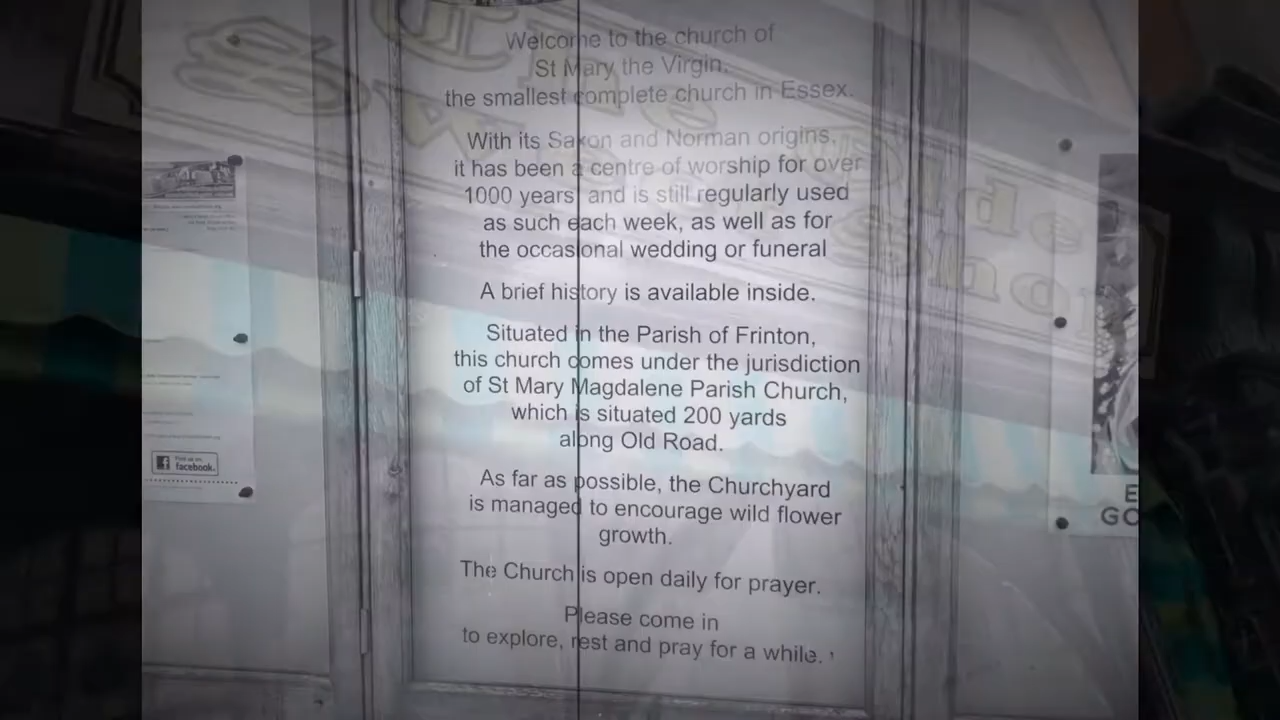 Welcome to the church of
St Mary the Virgin.
the smallest complete church in Essex.
With its Saxon and Norman origins,
it has been a centre of worship for over
1000 years and is still regularly used
as such each week, as well as for
the occasional wedding or funeral
A brief history is available inside.
Situated in the Parish of Frinton,
this church comes under the jurisdiction
of St Mary Magdalene Parish Church,
which is situated 200 yards
along Old Road.
As far as possible, the Churchyard
is managed to encourage wild flower
growth.
The Church is open daily for prayer.
Please come in
to explore, rest and pray for a while.
Find us on
facebook.
E
GO